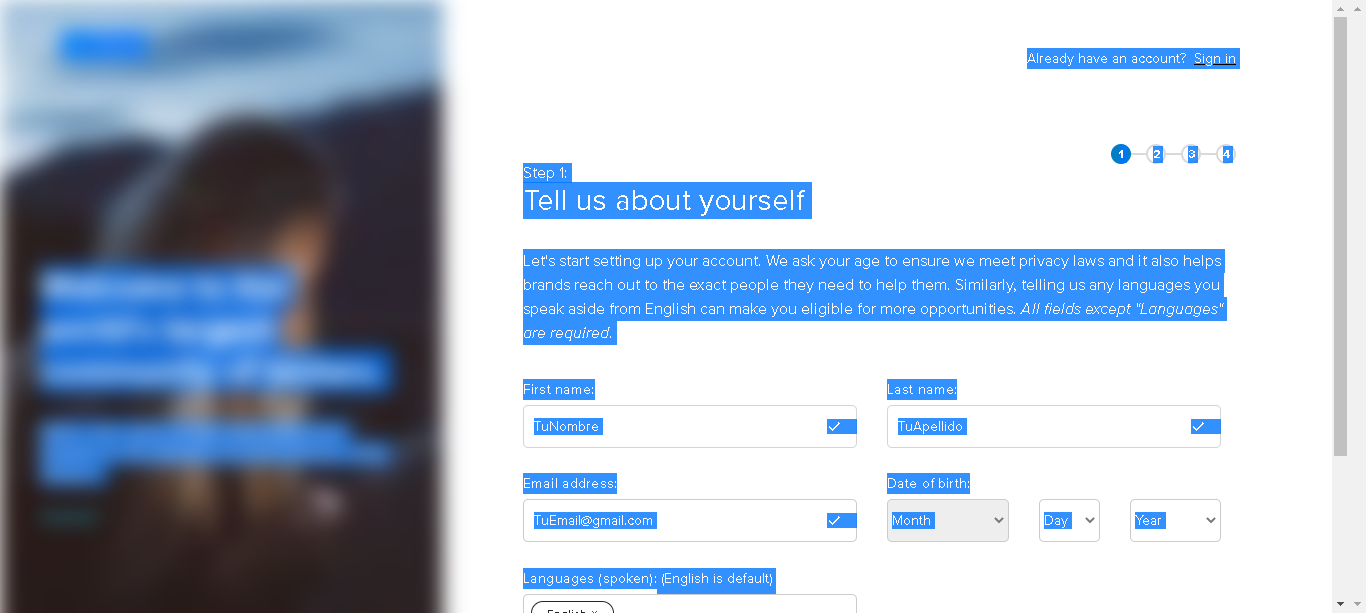 Already have an account? Sign in
1 2 3 4
Step 1:
Tell us about yourself
Let's start setting up your account. We ask your age to ensure we meet privacy laws and it also helps
brands reach out to the exact people they need to help them. Similarly, telling us any languages you
speak aside from English can make you eligible for more opportunities. All fields except "Languages"
are required.
First name: Last name:
TuNombre TuApellido
Email address: Date of birth:
TuEmail@gmail.com Month Day Year
Languages (spoken): (English is default)
English ×